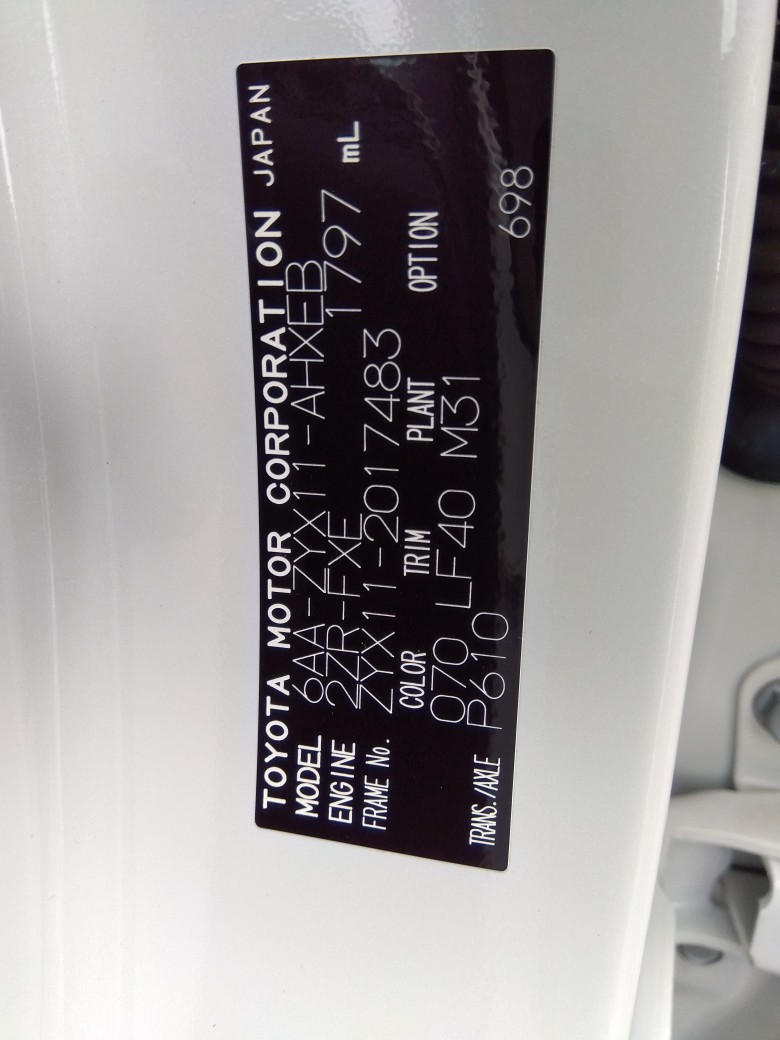 TOYOTA MOTOR CORPORATION JAPAN
MODEL 6AA-ZYX11-AHXEB
ENGINE 2ZR-FXE 1797 mL
FRAME No. ZYX11-2017483
COLOR TRIM PLANT OPTION
070 LF40 M31
TRANS./AXLE P610 698